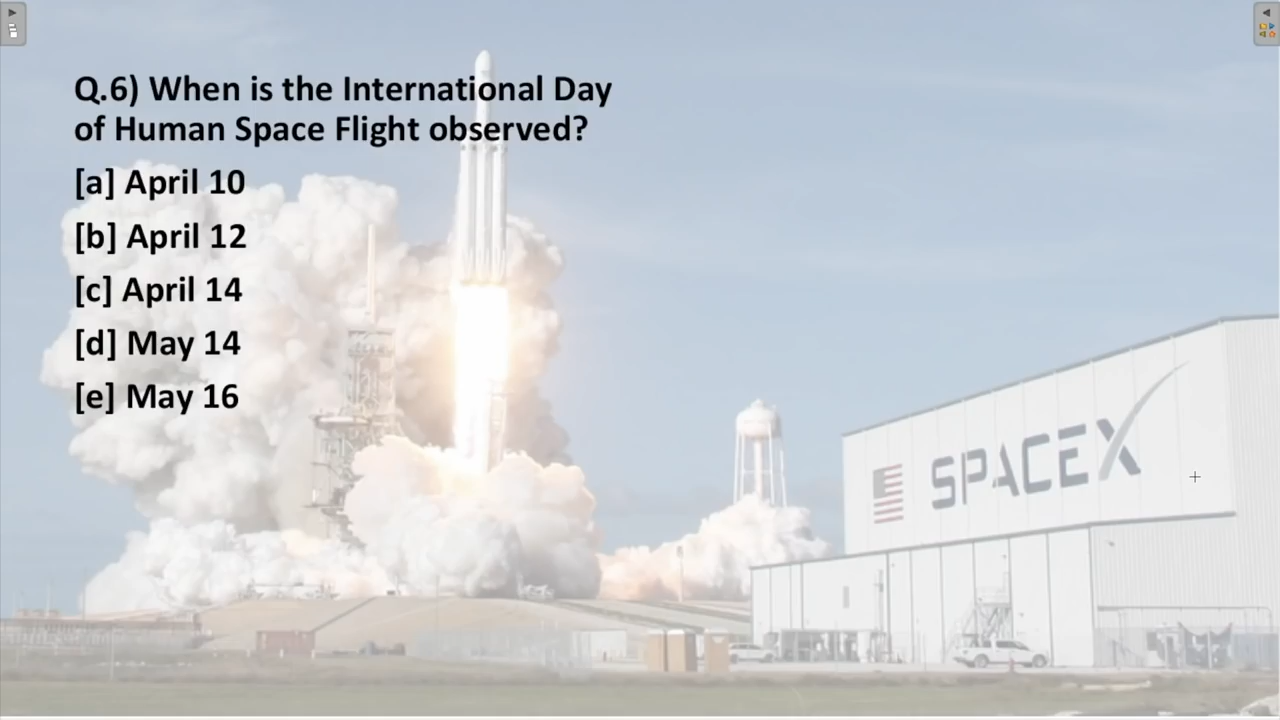 Q.6) When is the International Day
of Human Space Flight observed?
[a] April 10
[b] April 12
[c] April 14
[d] May 14
[e] May 16
SPACEX